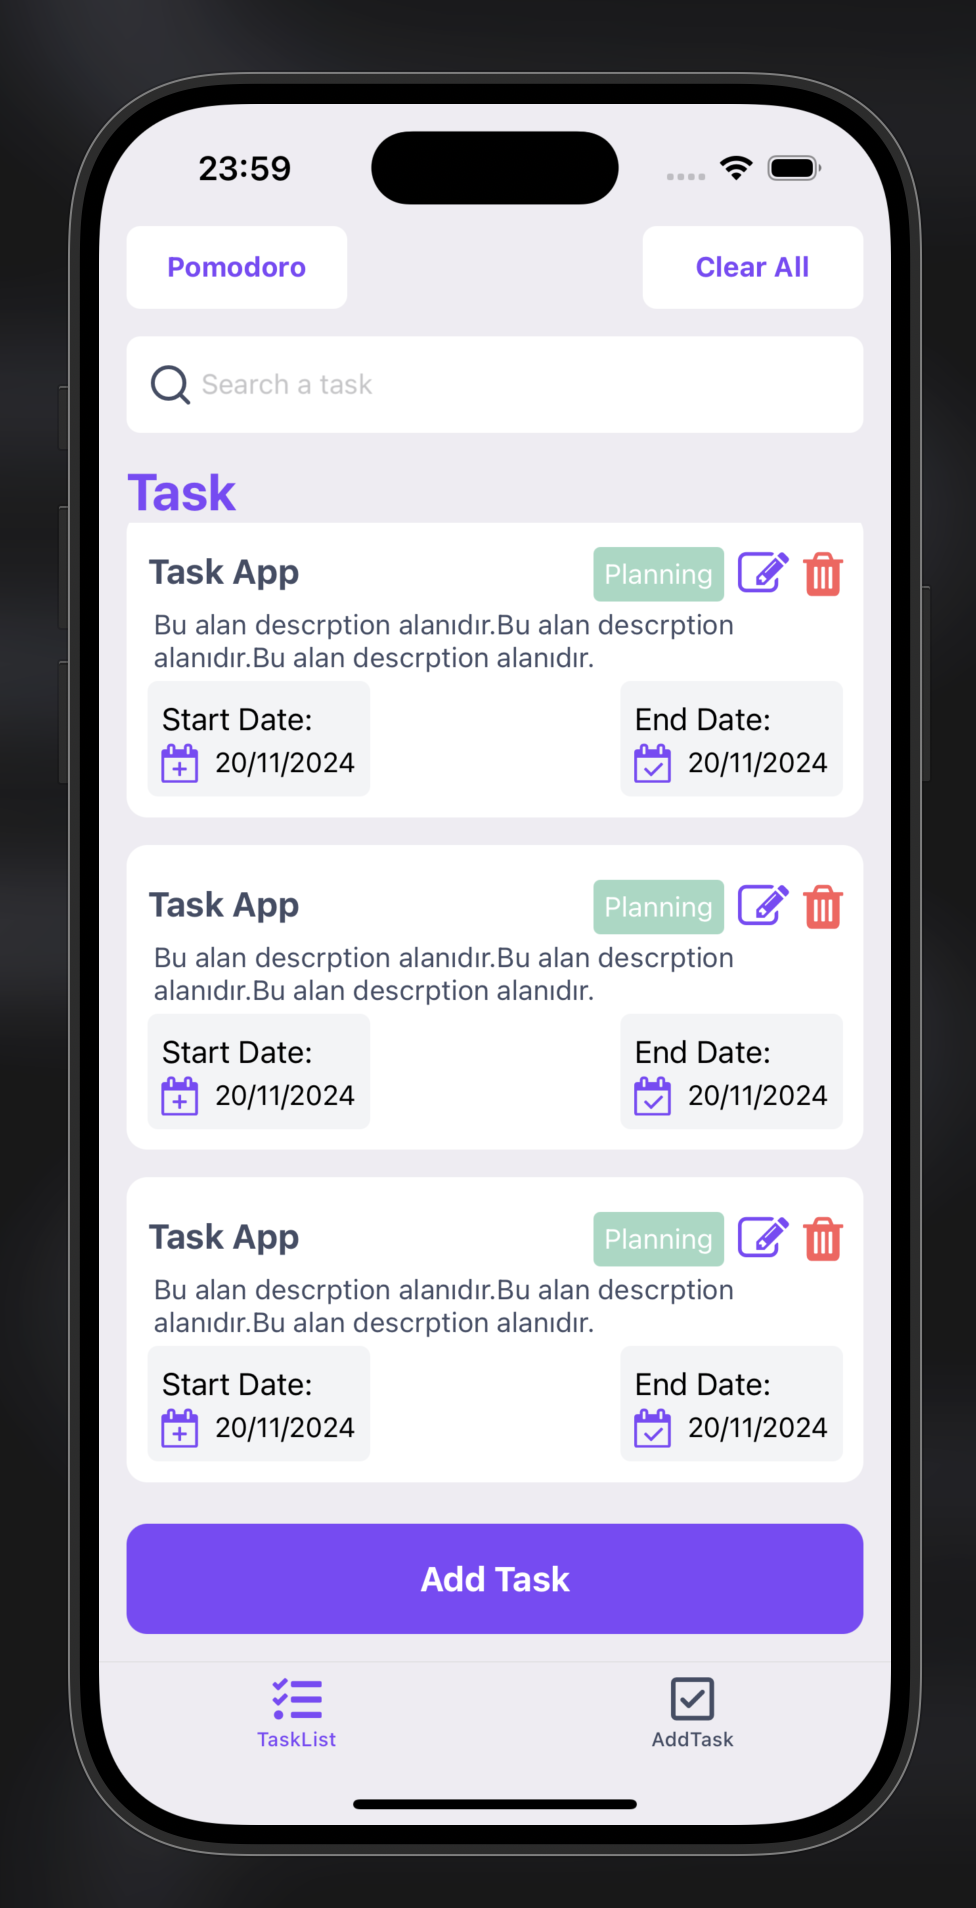 23:59
Pomodoro
Clear All
Search a task
Task
Task App
Planning
Bu alan descrption alanıdır.Bu alan descrption
alanıdır.Bu alan descrption alanıdır.
Start Date:
End Date:
20/11/2024
20/11/2024
Task App
Planning
Bu alan descrption alanıdır.Bu alan descrption
alanıdır.Bu alan descrption alanıdır.
Start Date:
End Date:
20/11/2024
20/11/2024
Task App
Planning
Bu alan descrption alanıdır.Bu alan descrption
alanıdır.Bu alan descrption alanıdır.
Start Date:
End Date:
20/11/2024
20/11/2024
Add Task
TaskList
AddTask